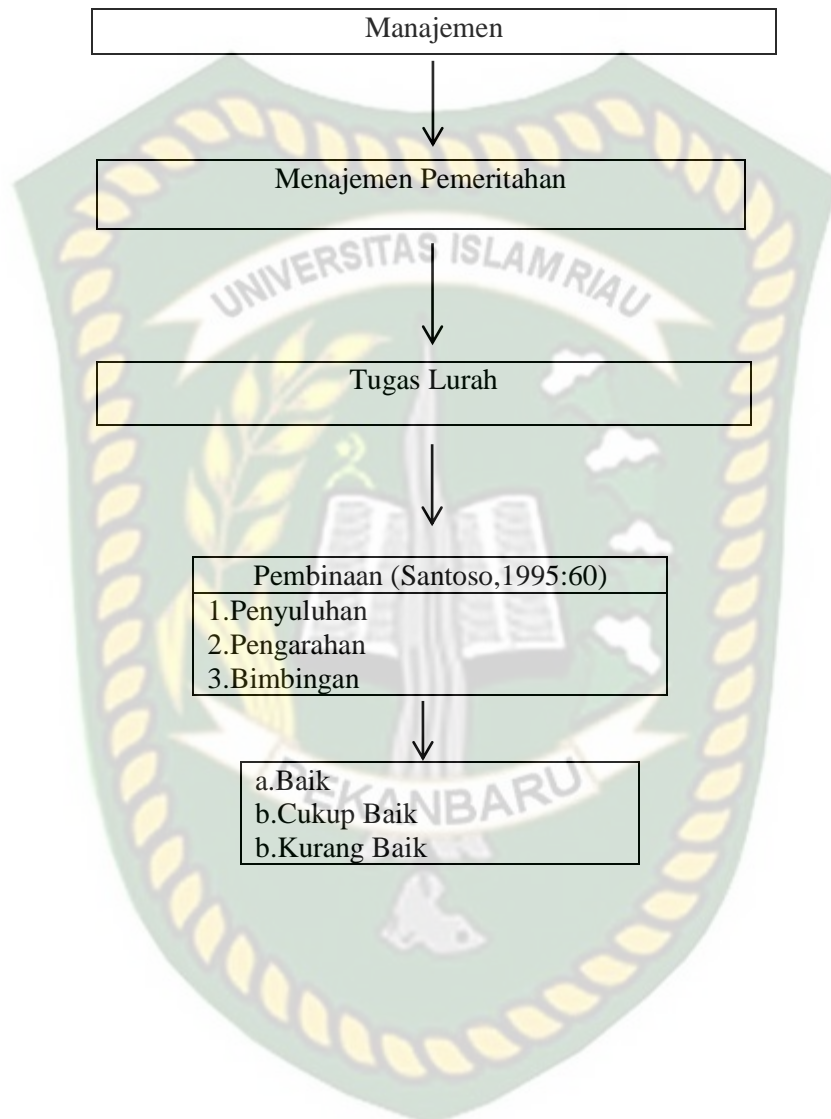 Manajemen
Menajemen Pemeritahan
UNIVERSITAS ISLAM RIAU
Tugas Lurah
Pembinaan (Santoso,1995:60)
1.Penyuluhan
2.Pengarahan
3.Bimbingan
a.Baik
PEKANBARU
b.Cukup Baik
b.Kurang Baik